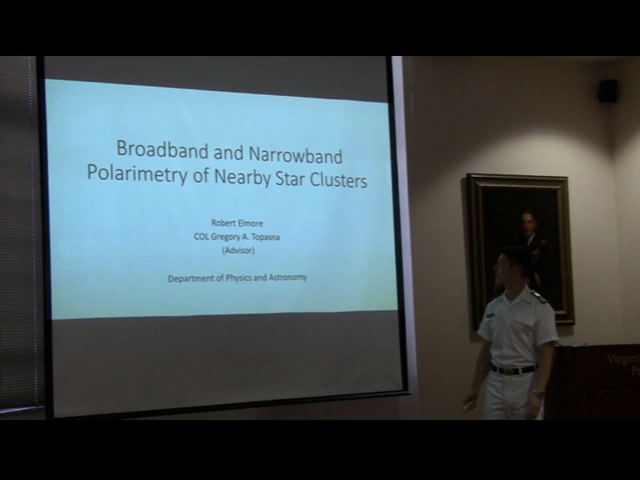 Broadband and Narrowband
Polarimetry of Nearby Star Clusters
Robert Elmore
COL Gregory A. Topasna
(Advisor)
Department of Physics and Astronomy
Virginia